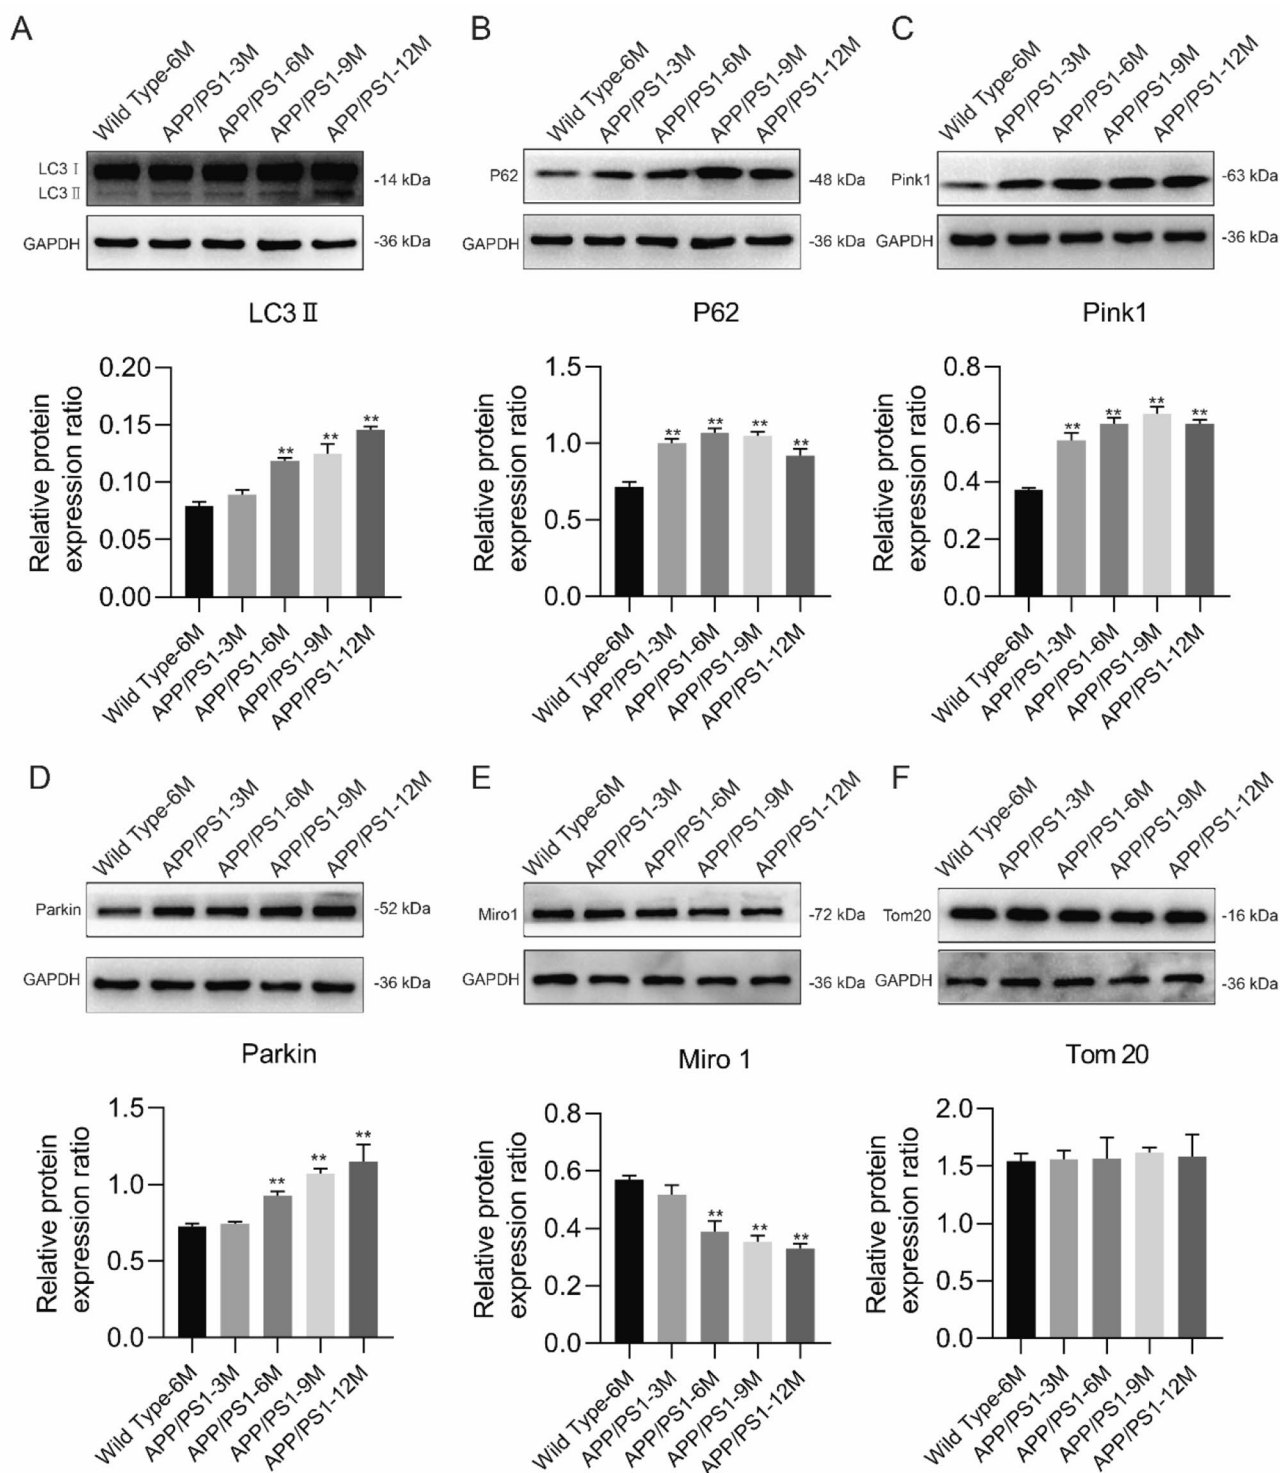 A
Wild Type-6M
APP/PS1-3M
APP/PS1-6M
APP/PS1-9M
APP/PS1-12M
LC3 Ⅰ
LC3 Ⅱ
-14 kDa
GAPDH
-36 kDa
LC3 Ⅱ
Relative protein
expression ratio
0.20
0.15
0.10
0.05
0.00
**
**
**
Wild Type-6M
APP/PS1-3M
APP/PS1-6M
APP/PS1-9M
APP/PS1-12M
B
Wild Type-6M
APP/PS1-3M
APP/PS1-6M
APP/PS1-9M
APP/PS1-12M
P62
-48 kDa
GAPDH
-36 kDa
P62
Relative protein
expression ratio
1.5
1.0
0.5
0.0
**
**
**
**
Wild Type-6M
APP/PS1-3M
APP/PS1-6M
APP/PS1-9M
APP/PS1-12M
C
Wild Type-6M
APP/PS1-3M
APP/PS1-6M
APP/PS1-9M
APP/PS1-12M
Pink1
-63 kDa
GAPDH
-36 kDa
Pink1
Relative protein
expression ratio
0.8
0.6
0.4
0.2
0.0
**
**
**
**
Wild Type-6M
APP/PS1-3M
APP/PS1-6M
APP/PS1-9M
APP/PS1-12M
D
Wild Type-6M
APP/PS1-3M
APP/PS1-6M
APP/PS1-9M
APP/PS1-12M
Parkin
-52 kDa
GAPDH
-36 kDa
Parkin
Relative protein
expression ratio
1.5
1.0
0.5
0.0
**
**
**
Wild Type-6M
APP/PS1-3M
APP/PS1-6M
APP/PS1-9M
APP/PS1-12M
E
Wild Type-6M
APP/PS1-3M
APP/PS1-6M
APP/PS1-9M
APP/PS1-12M
Miro1
-72 kDa
GAPDH
-36 kDa
Miro 1
Relative protein
expression ratio
0.8
0.6
0.4
0.2
0.0
**
**
**
Wild Type-6M
APP/PS1-3M
APP/PS1-6M
APP/PS1-9M
APP/PS1-12M
F
Wild Type-6M
APP/PS1-3M
APP/PS1-6M
APP/PS1-9M
APP/PS1-12M
Tom20
-16 kDa
GAPDH
-36 kDa
Tom 20
Relative protein
expression ratio
2.0
1.5
1.0
0.5
0.0
Wild Type-6M
APP/PS1-3M
APP/PS1-6M
APP/PS1-9M
APP/PS1-12M